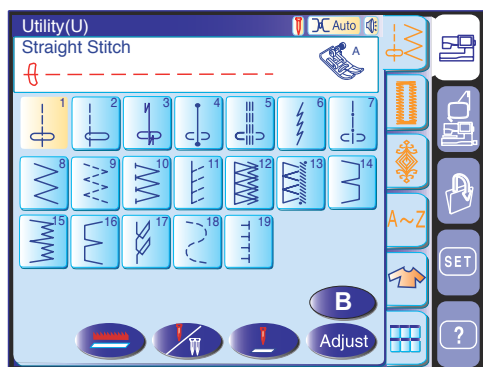 Utility(U)
Auto
Straight Stitch
A
1 2 3 4 5 6 7
8 9 10 11 12 13 14
15 16 17 18 19
A~Z
SET
B
Adjust
?